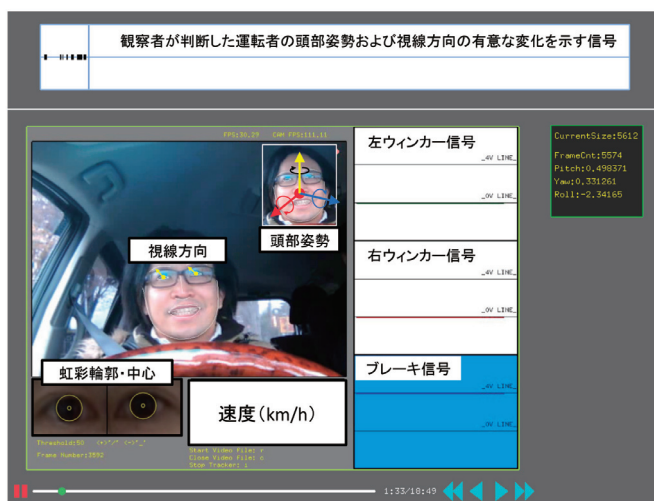 観察者が判断した運転者の頭部姿勢および視線方向の有意な変化を示す信号
FPS:30.29 CAM FPS:111.11
頭部姿勢
視線方向
虹彩輪郭・中心
速度(km/h)
Threshold:50 <+>'/" <->'_'
Frame Number:3892
Start Video File: r
Close Video File: c
Stop Tracker: i
左ウィンカー信号
_4V LINE_
_0V LINE_
右ウィンカー信号
_4V LINE_
_0V LINE_
ブレーキ信号
_4V LINE_
_0V LINE_
CurrentSize:5612
FrameCnt:5574
Pitch:0.498371
Yaw:0.331261
Roll:-2.34165
1:33/18:49